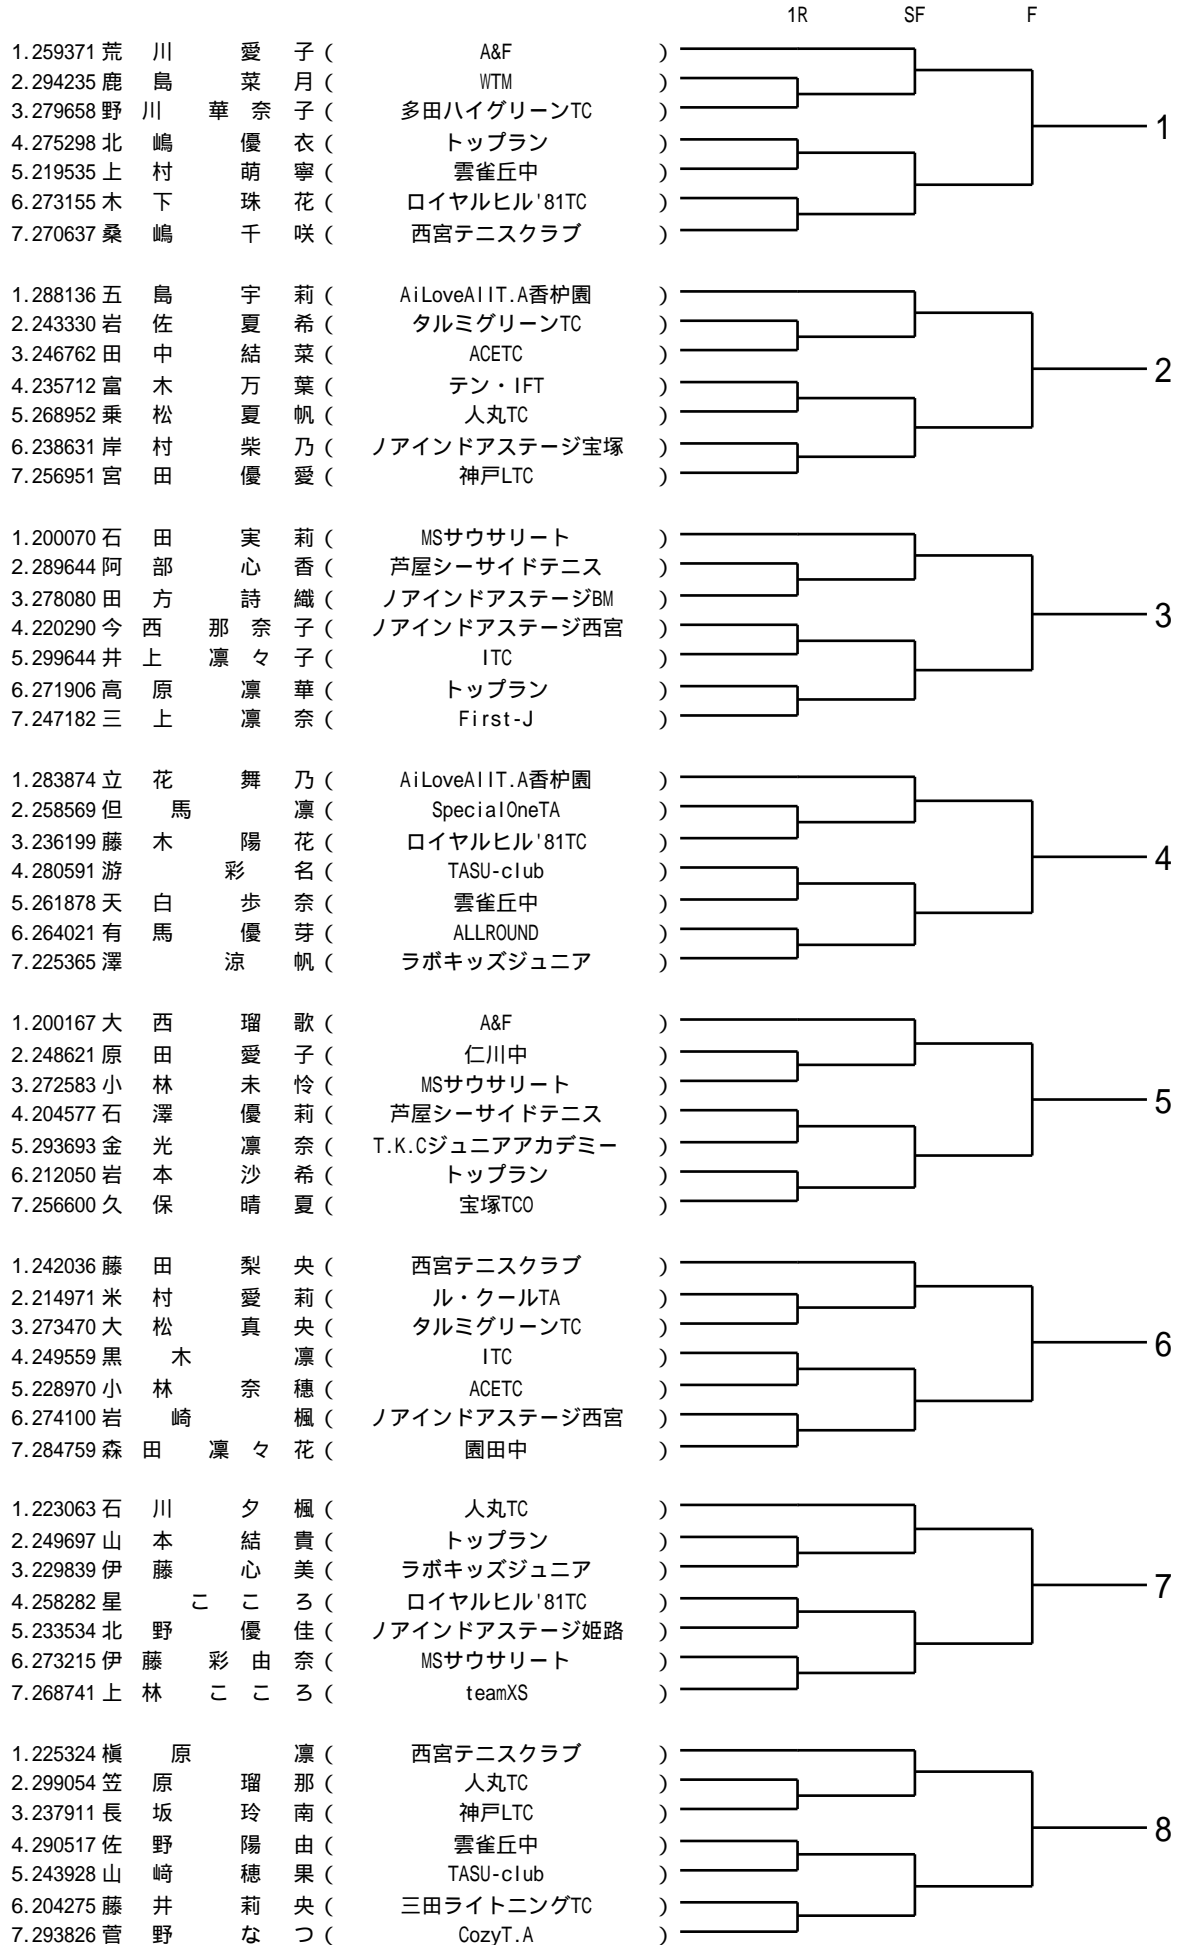 1R SF F
1.259371 荒川 愛子 ( A&F )
2.294235 鹿島 菜月 ( WTM )
3.279658 野川 華奈子 ( 多田ハイグリーンTC )
1
4.275298 北嶋 優衣 ( トップラン )
5.219535 上村 萌寧 ( 雲雀丘中 )
6.273155 木下 珠花 ( ロイヤルヒル'81TC )
7.270637 桑嶋 千咲 ( 西宮テニスクラブ )
1.288136 五島 宇莉 ( AiLoveAllT.A香枦園 )
2.243330 岩佐 夏希 ( タルミグリーンTC )
3.246762 田中 結菜 ( ACETC )
2
4.235712 富木 万葉 ( テン・IFT )
5.268952 乗松 夏帆 ( 人丸TC )
6.238631 岸村 柴乃 ( ノアインドアステージ宝塚 )
7.256951 宮田 優愛 ( 神戸LTC )
1.200070 石田 実莉 ( MSサウサリート )
2.289644 阿部 心香 ( 芦屋シーサイドテニス )
3.278080 田方 詩織 ( ノアインドアステージBM )
3
4.220290 今西 那奈子 ( ノアインドアステージ西宮 )
5.299644 井上 凛々子 ( ITC )
6.271906 高原 凛華 ( トップラン )
7.247182 三上 凛奈 ( First-J )
1.283874 立花 舞乃 ( AiLoveAllT.A香枦園 )
2.258569 但馬 凛 ( SpecialOneTA )
3.236199 藤木 陽花 ( ロイヤルヒル'81TC )
4
4.280591 游 彩名 ( TASU-club )
5.261878 天白 歩奈 ( 雲雀丘中 )
6.264021 有馬 優芽 ( ALLROUND )
7.225365 澤 涼帆 ( ラボキッズジュニア )
1.200167 大西 瑠歌 ( A&F )
2.248621 原田 愛子 ( 仁川中 )
3.272583 小林 未怜 ( MSサウサリート )
5
4.204577 石澤 優莉 ( 芦屋シーサイドテニス )
5.293693 金光 凛奈 ( T.K.Cジュニアアカデミー )
6.212050 岩本 沙希 ( トップラン )
7.256600 久保 晴夏 ( 宝塚TCO )
1.242036 藤田 梨央 ( 西宮テニスクラブ )
2.214971 米村 愛莉 ( ル・クールTA )
3.273470 大松 真央 ( タルミグリーンTC )
6
4.249559 黒木 凛 ( ITC )
5.228970 小林 奈穂 ( ACETC )
6.274100 岩崎 楓 ( ノアインドアステージ西宮 )
7.284759 森田 凜々花 ( 園田中 )
1.223063 石川 夕楓 ( 人丸TC )
2.249697 山本 結貴 ( トップラン )
3.229839 伊藤 心美 ( ラボキッズジュニア )
7
4.258282 星 こころ ( ロイヤルヒル'81TC )
5.233534 北野 優佳 ( ノアインドアステージ姫路 )
6.273215 伊藤 彩由奈 ( MSサウサリート )
7.268741 上林 こころ ( teamXS )
1.225324 槇原 凛 ( 西宮テニスクラブ )
2.299054 笠原 瑠那 ( 人丸TC )
3.237911 長坂 玲南 ( 神戸LTC )
8
4.290517 佐野 陽由 ( 雲雀丘中 )
5.243928 山﨑 穂果 ( TASU-club )
6.204275 藤井 莉央 ( 三田ライトニングTC )
7.293826 菅野 なつ ( CozyT.A )